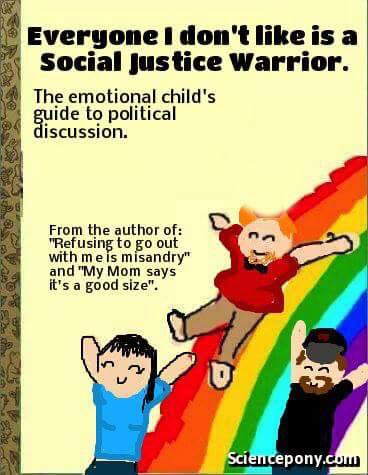 Everyone I don't like is a
Social Justice Warrior.
The emotional child's
guide to political
discussion.
From the author of:
"Refusing to go out
with me is misandry"
and "My Mom says
it's a good size".
Sciencepony.com